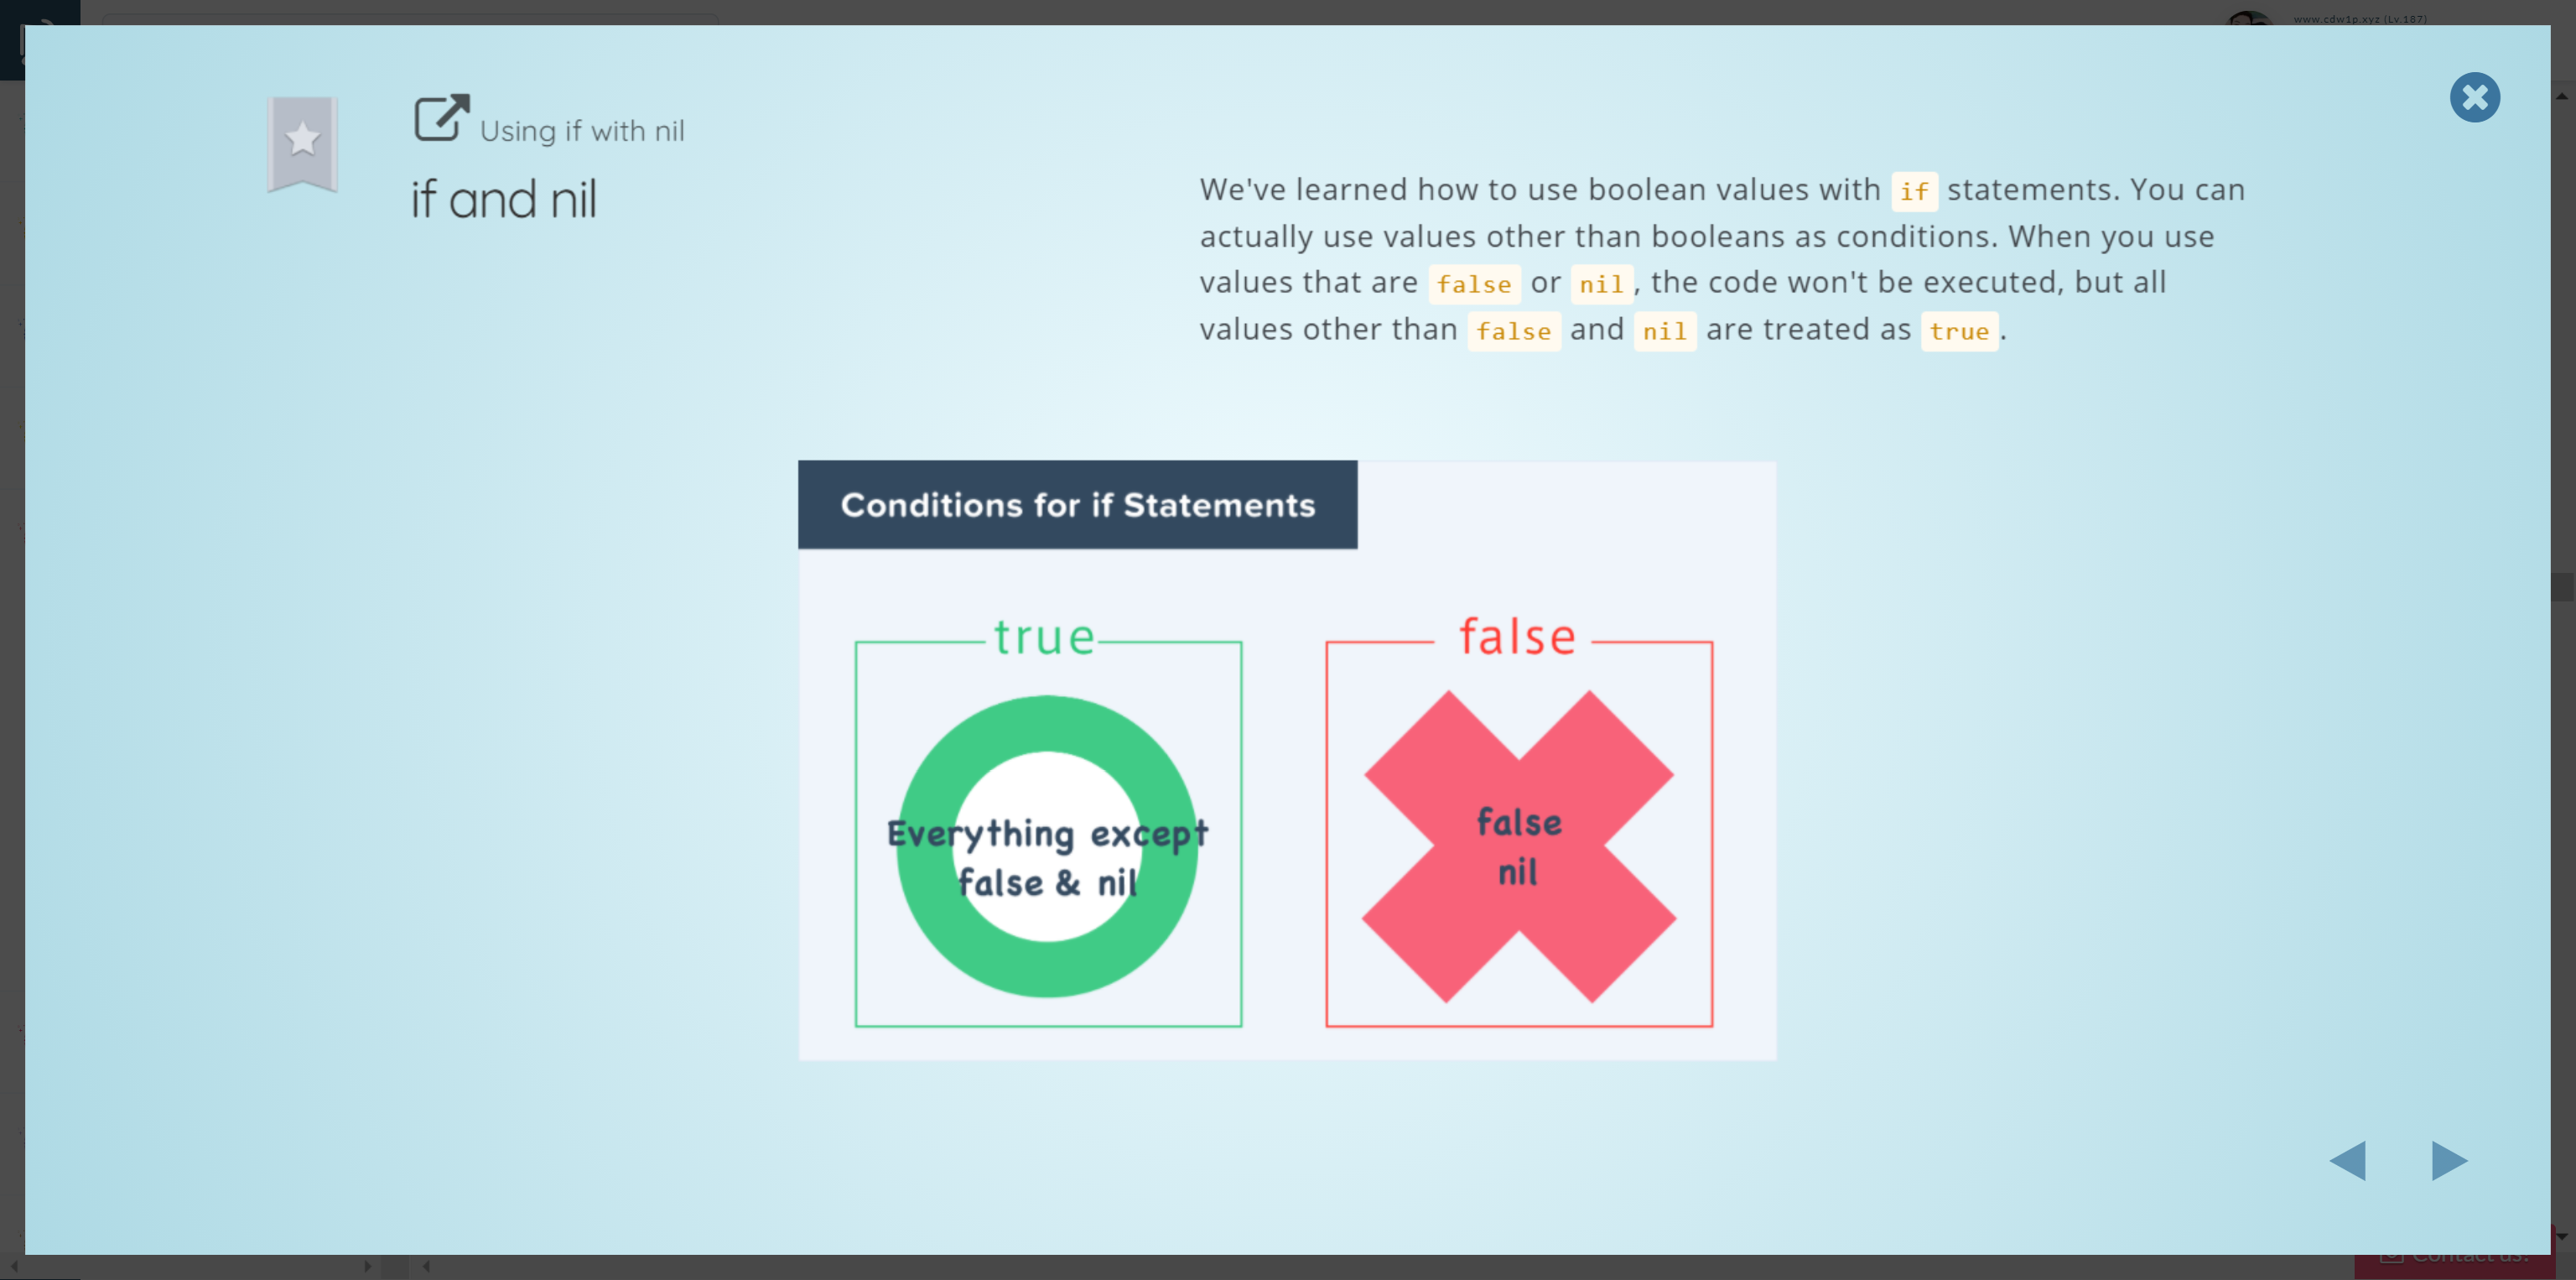 www.cdw1p.xyz (Lv.187)
Using if with nil
if and nil
We've learned how to use boolean values with if statements. You can
actually use values other than booleans as conditions. When you use
values that are false or nil, the code won't be executed, but all
values other than false and nil are treated as true.
Conditions for if Statements
true
false
Everything except
false & nil
false
nil
Contact us!